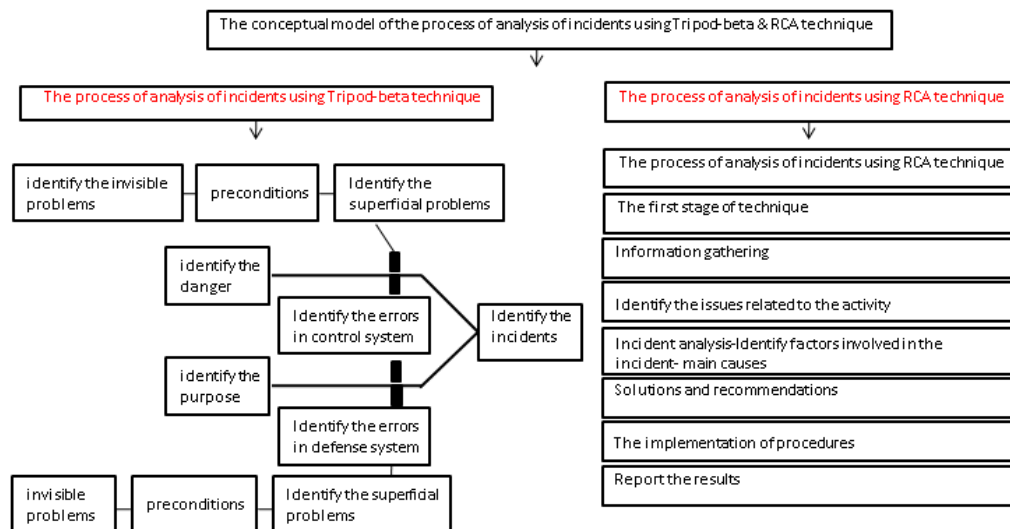 The conceptual model of the process of analysis of incidents using Tripod-beta & RCA technique
The process of analysis of incidents using Tripod-beta technique
identify the invisible
problems
preconditions
Identify the
superficial problems
identify the
danger
Identify the errors
in control system
Identify the
incidents
identify the
purpose
Identify the errors
in defense system
invisible
problems
preconditions
Identify the superficial
problems
The process of analysis of incidents using RCA technique
The process of analysis of incidents using RCA technique
The first stage of technique
Information gathering
Identify the issues related to the activity
Incident analysis-Identify factors involved in the
incident- main causes
Solutions and recommendations
The implementation of procedures
Report the results